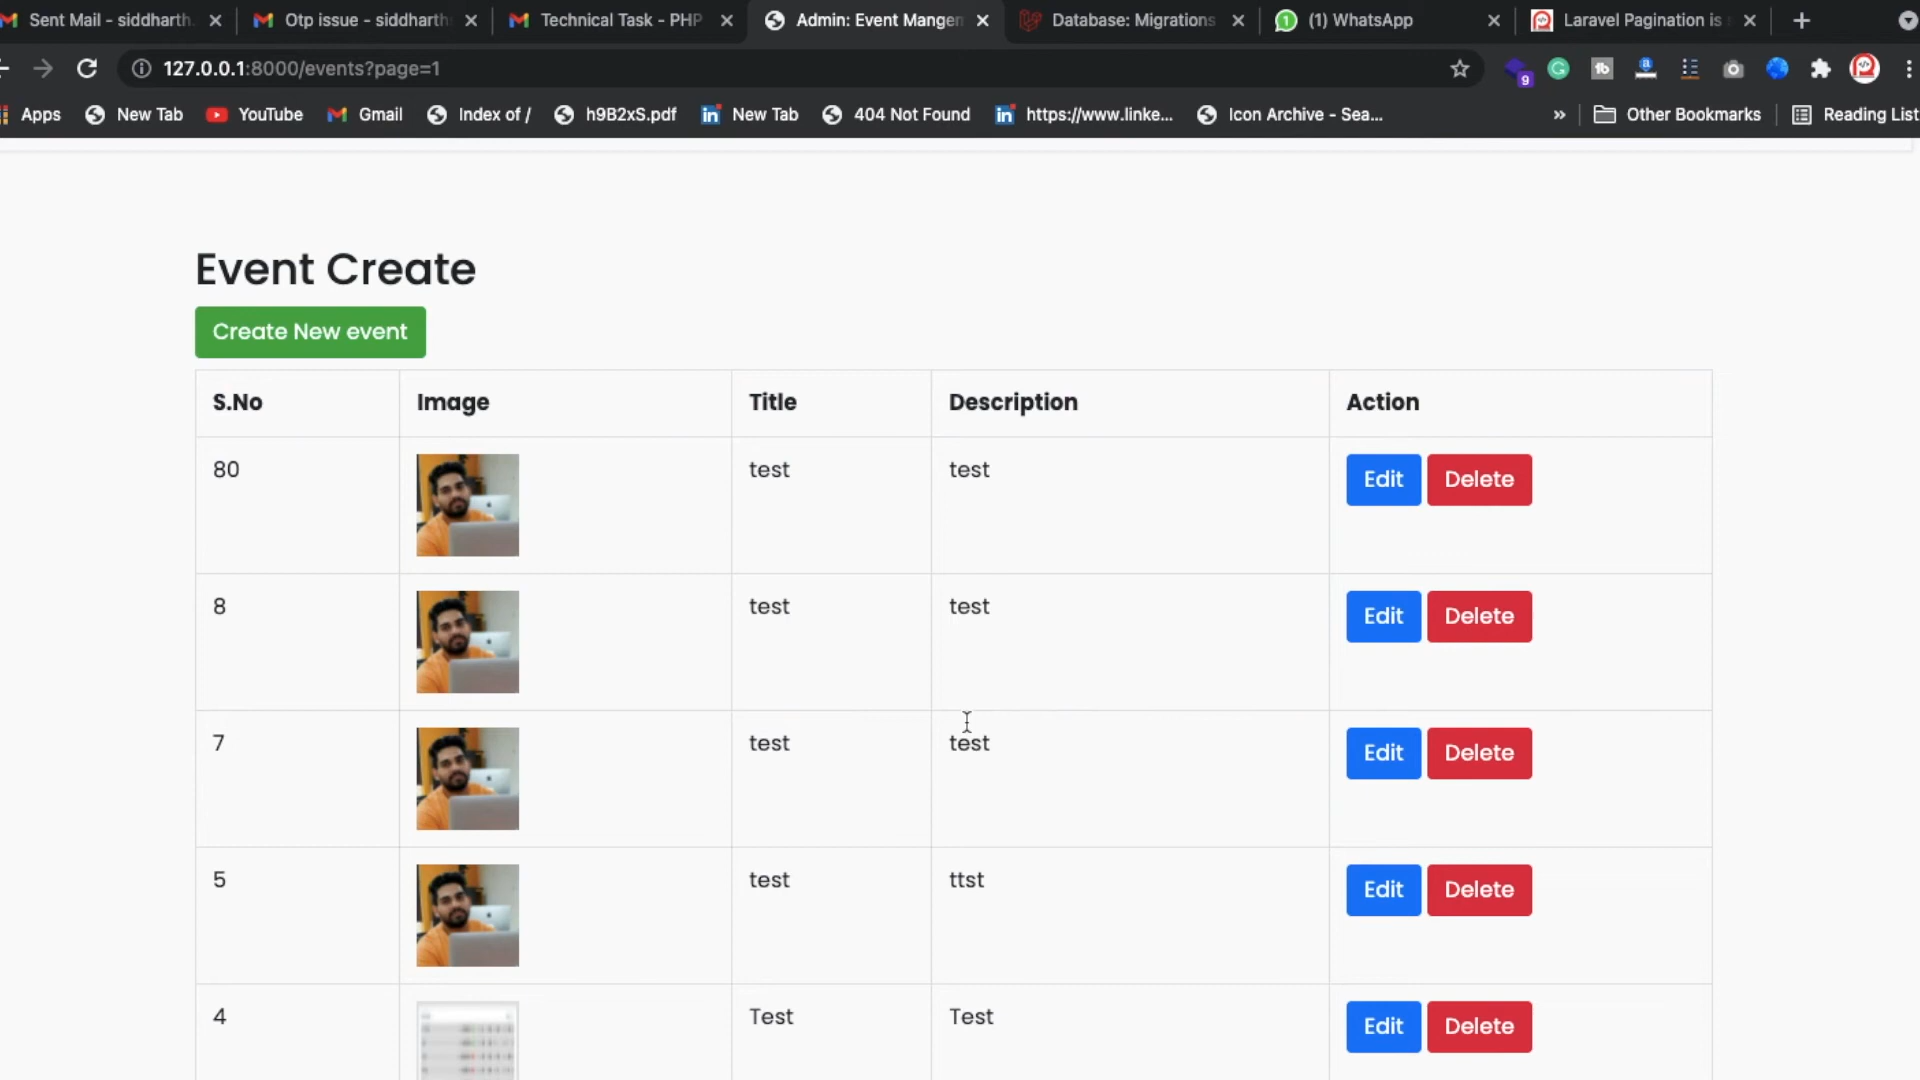 Sent Mail - siddharth. Otp issue - siddharth Technical Task - PHP Admin: Event Mangem Database: Migrations (1) WhatsApp Laravel Pagination is
127.0.0.1:8000/events?page=1 9
Apps New Tab YouTube Gmail Index of / h9B2xS.pdf New Tab 404 Not Found https://www.linke... Icon Archive - Sea... » Other Bookmarks Reading List
Event Create
Create New event
S.No Image Title Description Action
80 test test Edit Delete
8 test test Edit Delete
7 test test Edit Delete
5 test ttst Edit Delete
4 Test Test Edit Delete